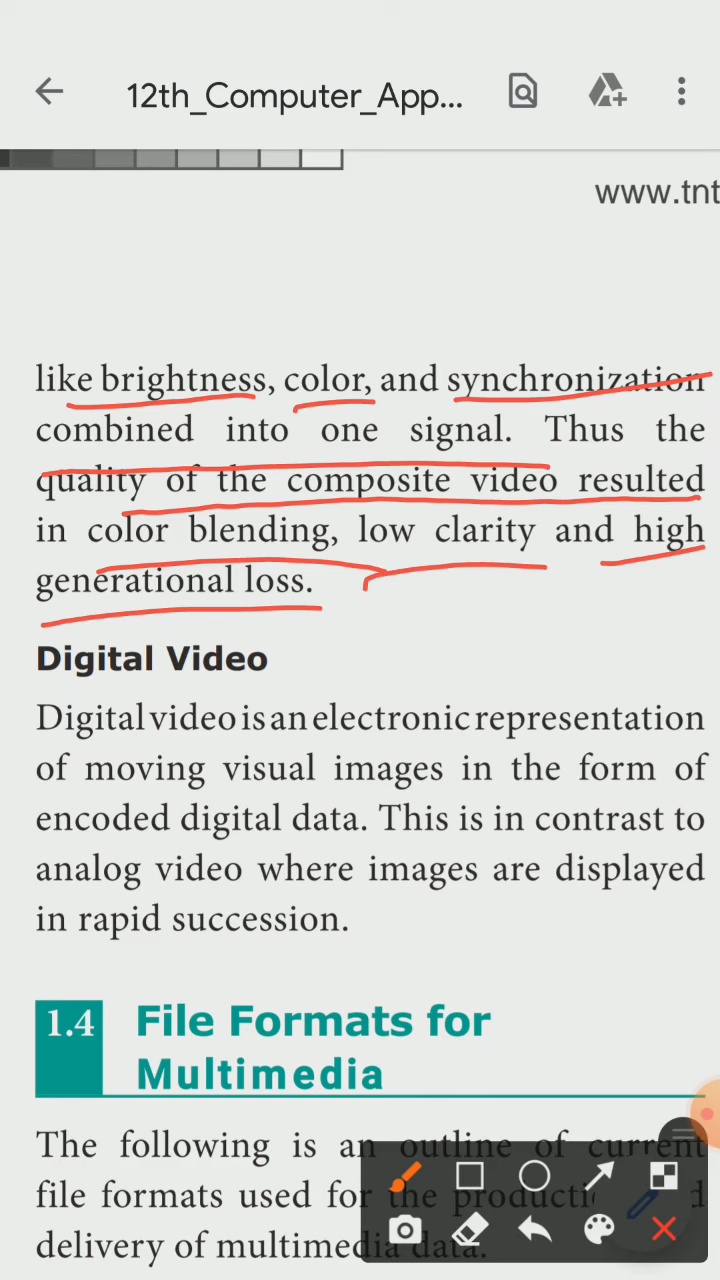 12th_Computer_App...
www.tnt
like brightness, color, and synchronization
combined into one signal. Thus the
quality of the composite video resulted
in color blending, low clarity and high
generational loss.
Digital Video
Digital video is an electronic representation
of moving visual images in the form of
encoded digital data. This is in contrast to
analog video where images are displayed
in rapid succession.
1.4 File Formats for
Multimedia
The following is an outline of current
file formats used for the
delivery of multimedia data.